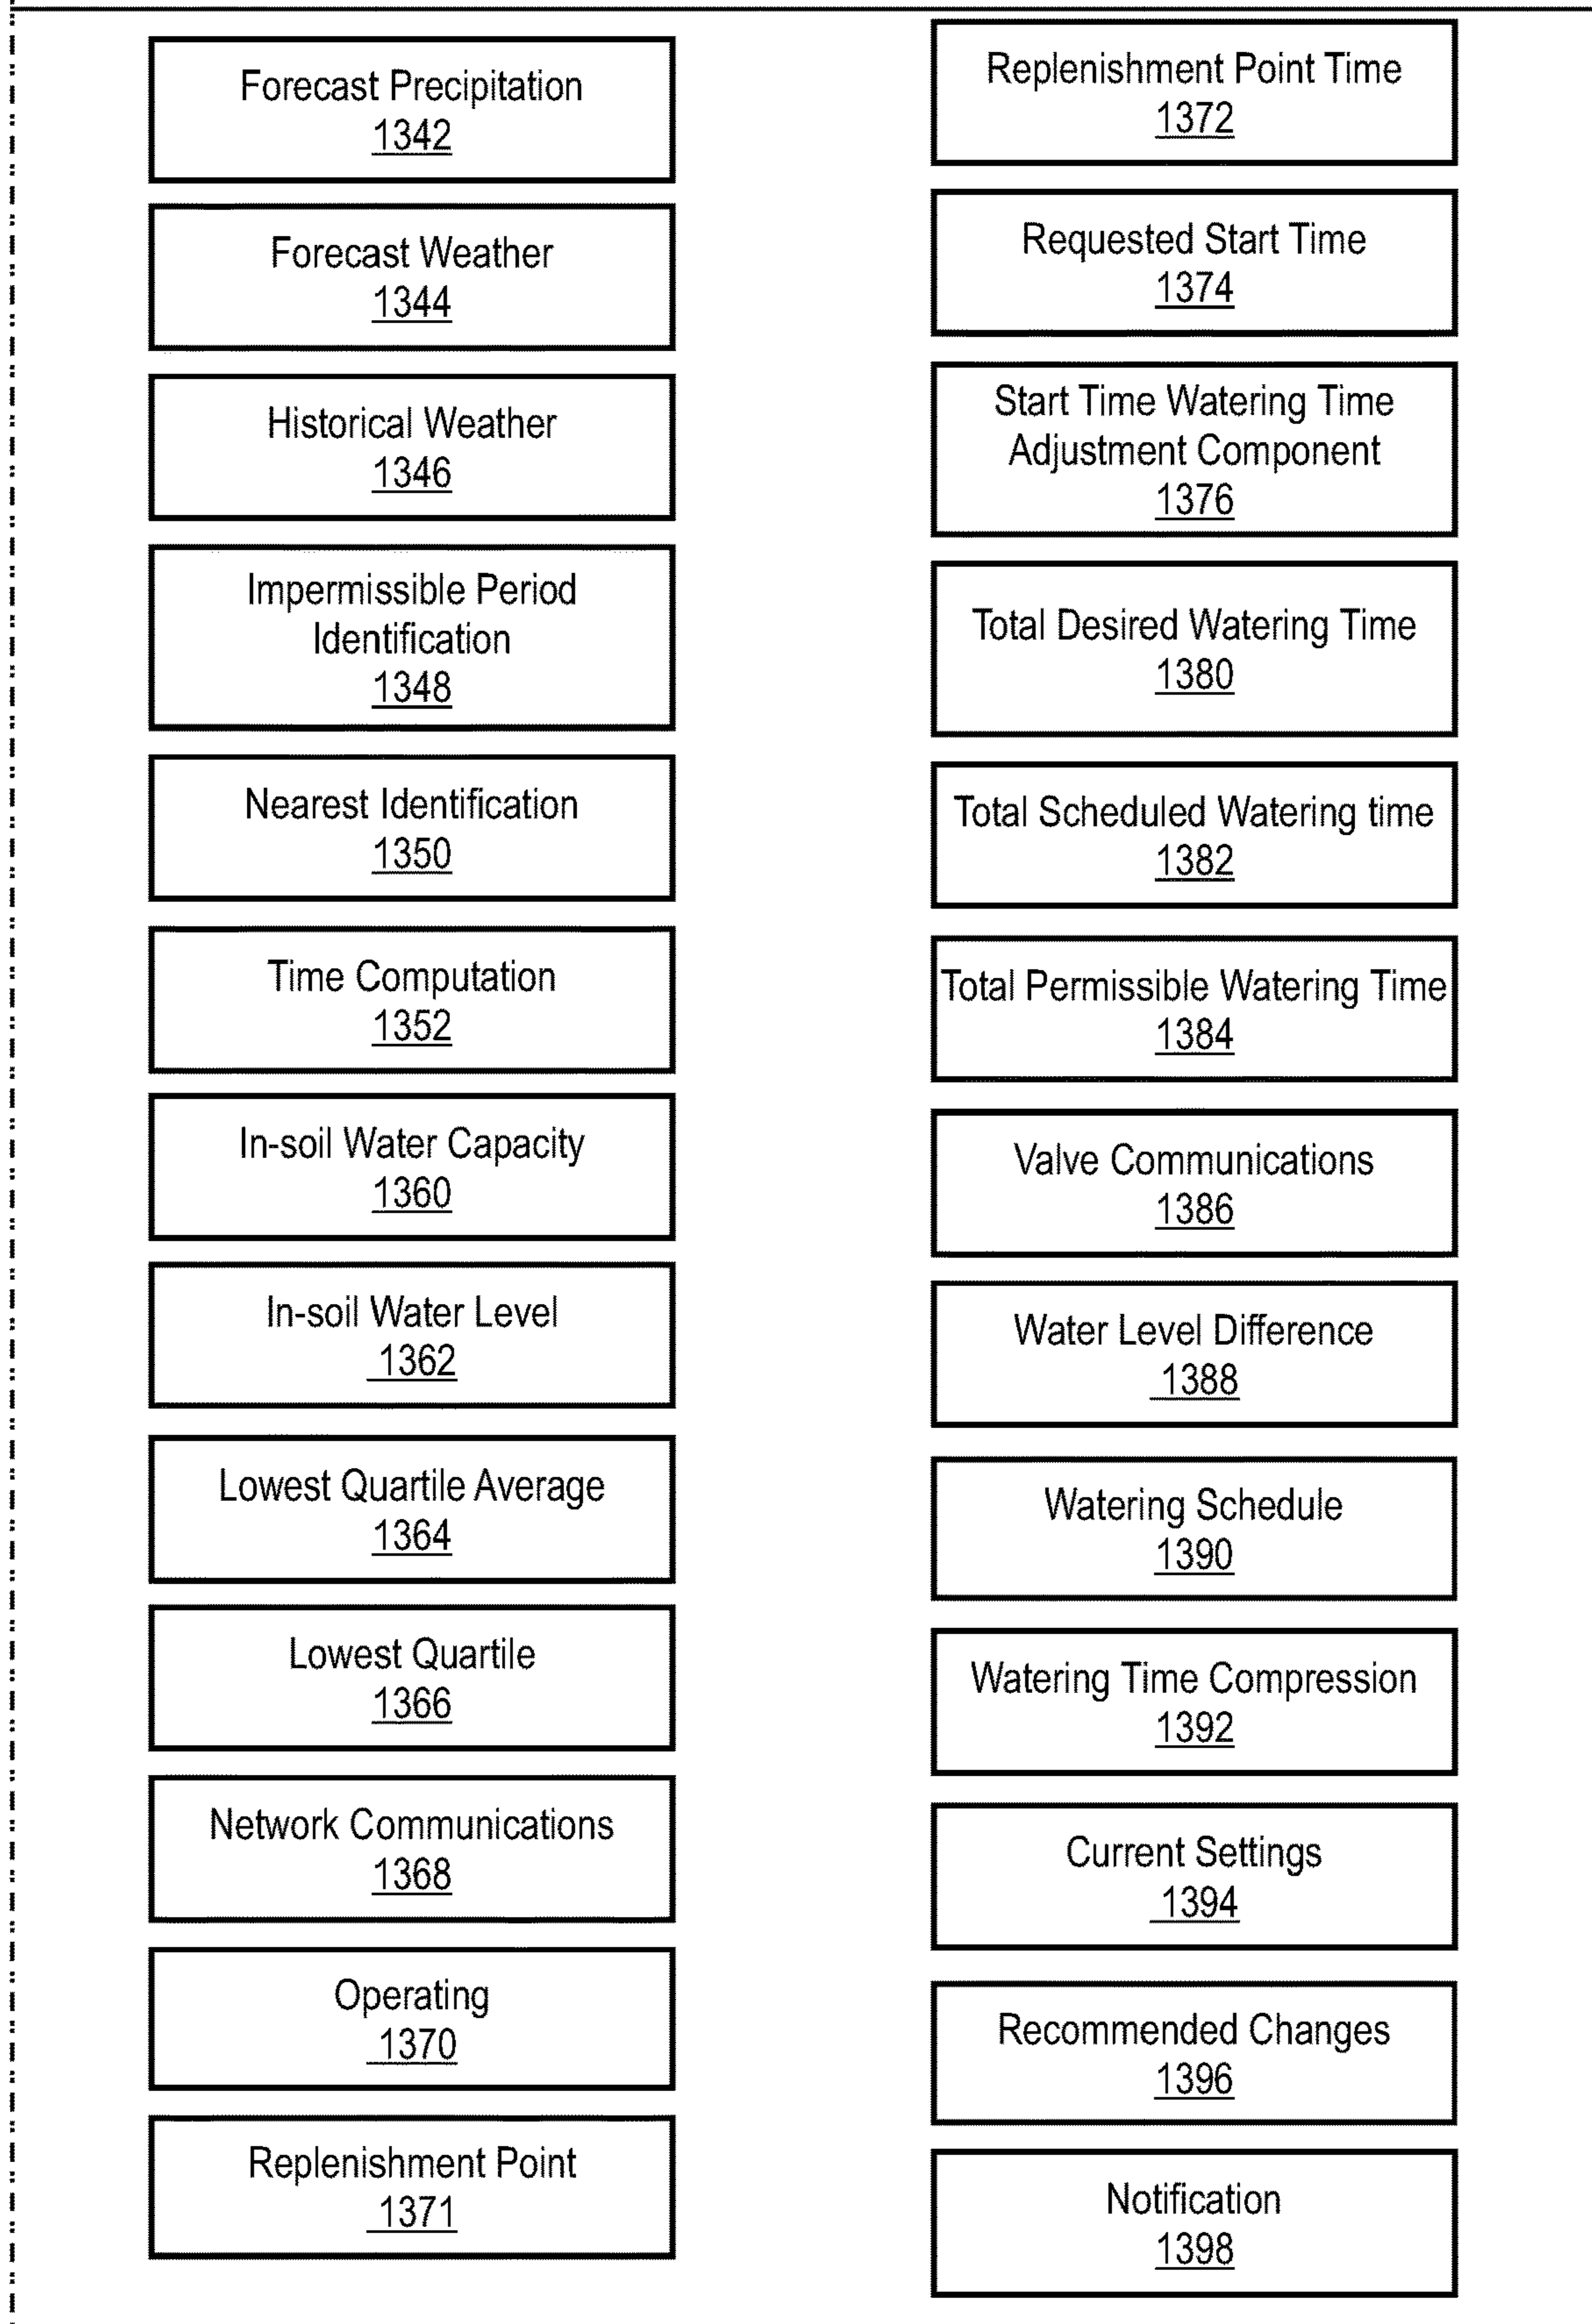 Forecast Precipitation
1342
Forecast Weather
1344
Historical Weather
1346
Impermissible Period
Identification
1348
Nearest Identification
1350
Time Computation
1352
In-soil Water Capacity
1360
In-soil Water Level
1362
Lowest Quartile Average
1364
Lowest Quartile
1366
Network Communications
1368
Operating
1370
Replenishment Point
1371
Replenishment Point Time
1372
Requested Start Time
1374
Start Time Watering Time
Adjustment Component
1376
Total Desired Watering Time
1380
Total Scheduled Watering time
1382
Total Permissible Watering Time
1384
Valve Communications
1386
Water Level Difference
1388
Watering Schedule
1390
Watering Time Compression
1392
Current Settings
1394
Recommended Changes
1396
Notification
1398